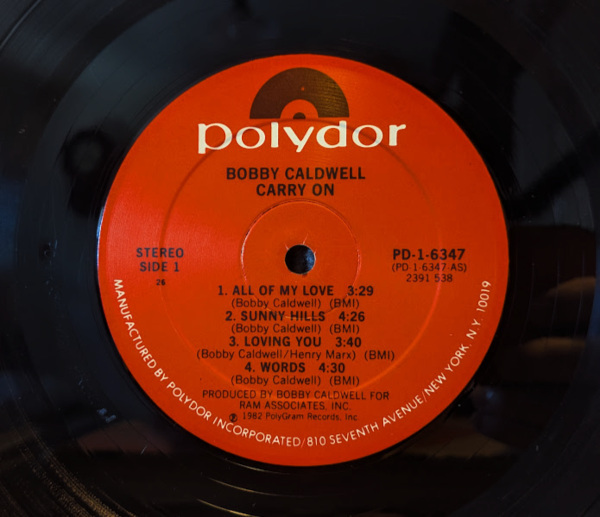 polydor
BOBBY CALDWELL
CARRY ON
STEREO
SIDE 1
26
PD-1-6347
(PD-1-6347-AS)
2391 538
1. ALL OF MY LOVE 3:29
(Bobby Caldwell) (BMI)
2. SUNNY HILLS 4:26
(Bobby Caldwell) (BMI)
3. LOVING YOU 3:40
(Bobby Caldwell/Henry Marx) (BMI)
4. WORDS 4:30
(Bobby Caldwell) (BMI)
PRODUCED BY BOBBY CALDWELL FOR
RAM ASSOCIATES, INC.
℗ 1982 PolyGram Records, Inc.
MANUFACTURED BY POLYDOR INCORPORATED/810 SEVENTH AVENUE/NEW YORK, N.Y. 10019